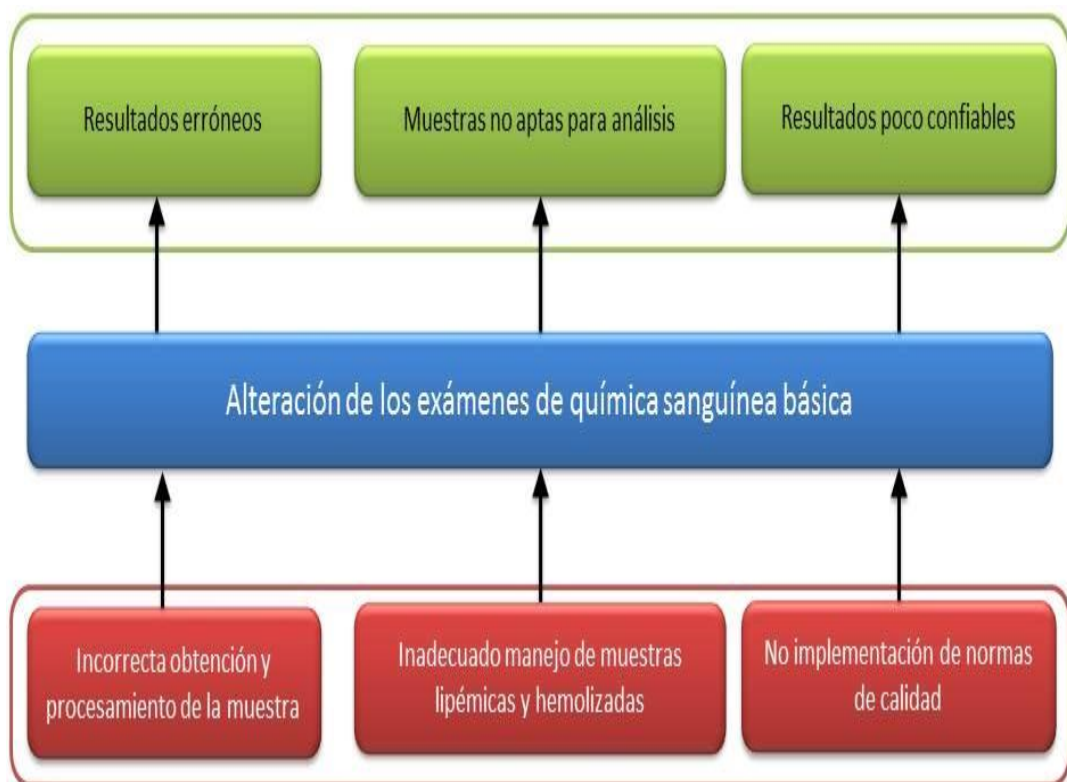 Resultados erróneos
Muestras no aptas para análisis
Resultados poco confiables
Alteración de los exámenes de química sanguínea básica
Incorrecta obtención y
procesamiento de la muestra
Inadecuado manejo de muestras
lipémicas y hemolizadas
No implementación de normas
de calidad